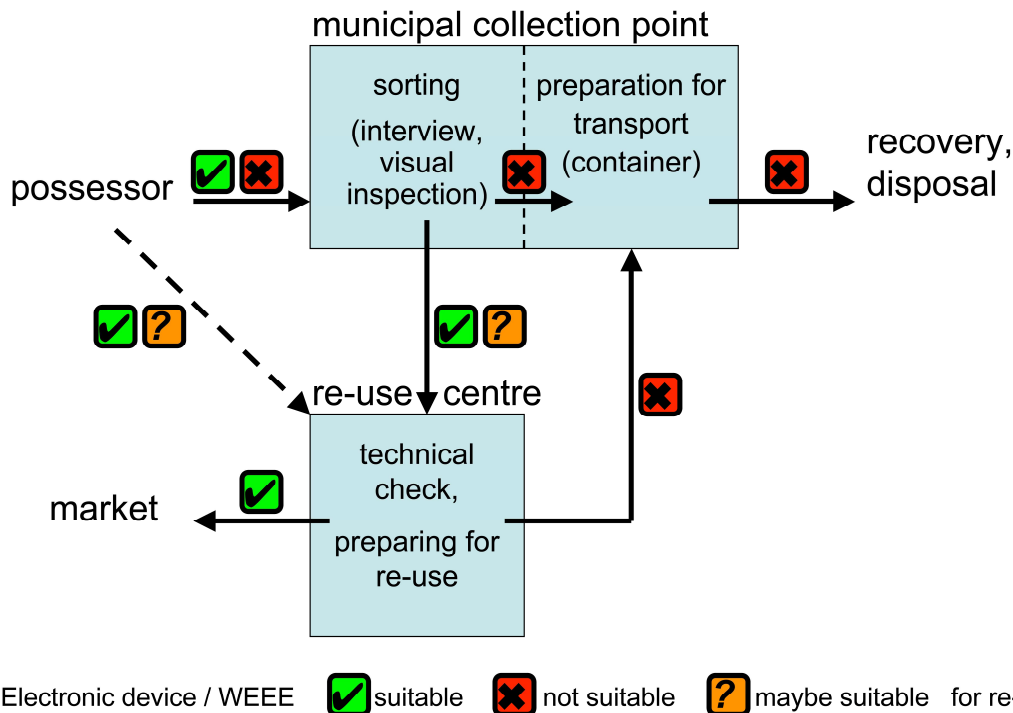 municipal collection point
sorting
(interview,
visual
inspection)
preparation for
transport
(container)
recovery,
disposal
possessor
?
?
re-use centre
technical
check,
preparing for
re-use
market
Electronic device / WEEE suitable not suitable ? maybe suitable for re-